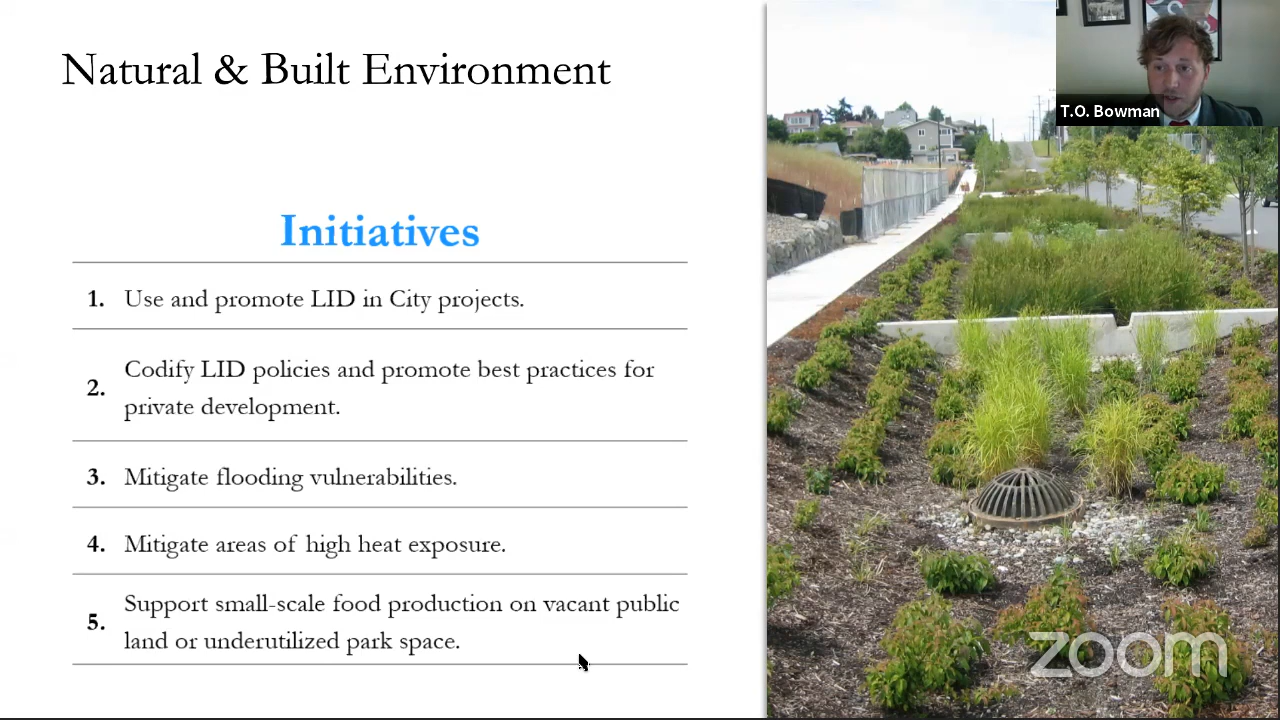 Natural & Built Environment
Initiatives
1. Use and promote LID in City projects.
2. Codify LID policies and promote best practices for
private development.
3. Mitigate flooding vulnerabilities.
4. Mitigate areas of high heat exposure.
5. Support small-scale food production on vacant public
land or underutilized park space.
T.O. Bowman
zoom